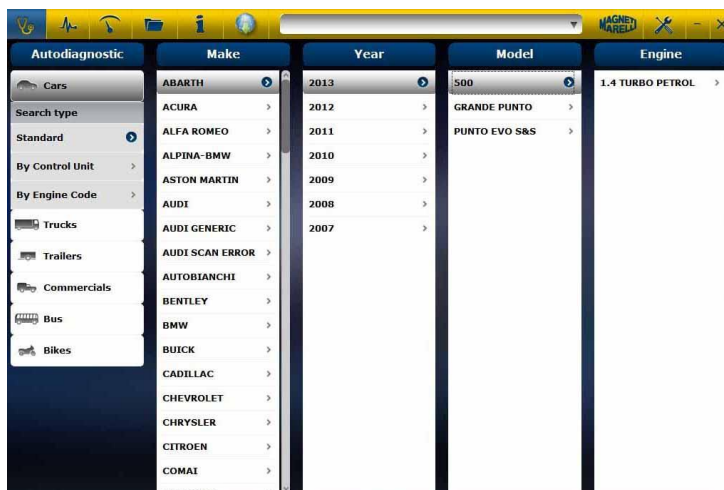 MAGNETI
MARELLI
Autodiagnostic
Cars
Search type
Standard
By Control Unit
By Engine Code
Trucks
Trailers
Commercials
Bus
Bikes
Make
ABARTH
ACURA
ALFA ROMEO
ALPINA-BMW
ASTON MARTIN
AUDI
AUDI GENERIC
AUDI SCAN ERROR
AUTOBIANCHI
BENTLEY
BMW
BUICK
CADILLAC
CHEVROLET
CHRYSLER
CITROEN
COMAI
Year
2013
2012
2011
2010
2009
2008
2007
Model
500
GRANDE PUNTO
PUNTO EVO S&S
Engine
1.4 TURBO PETROL